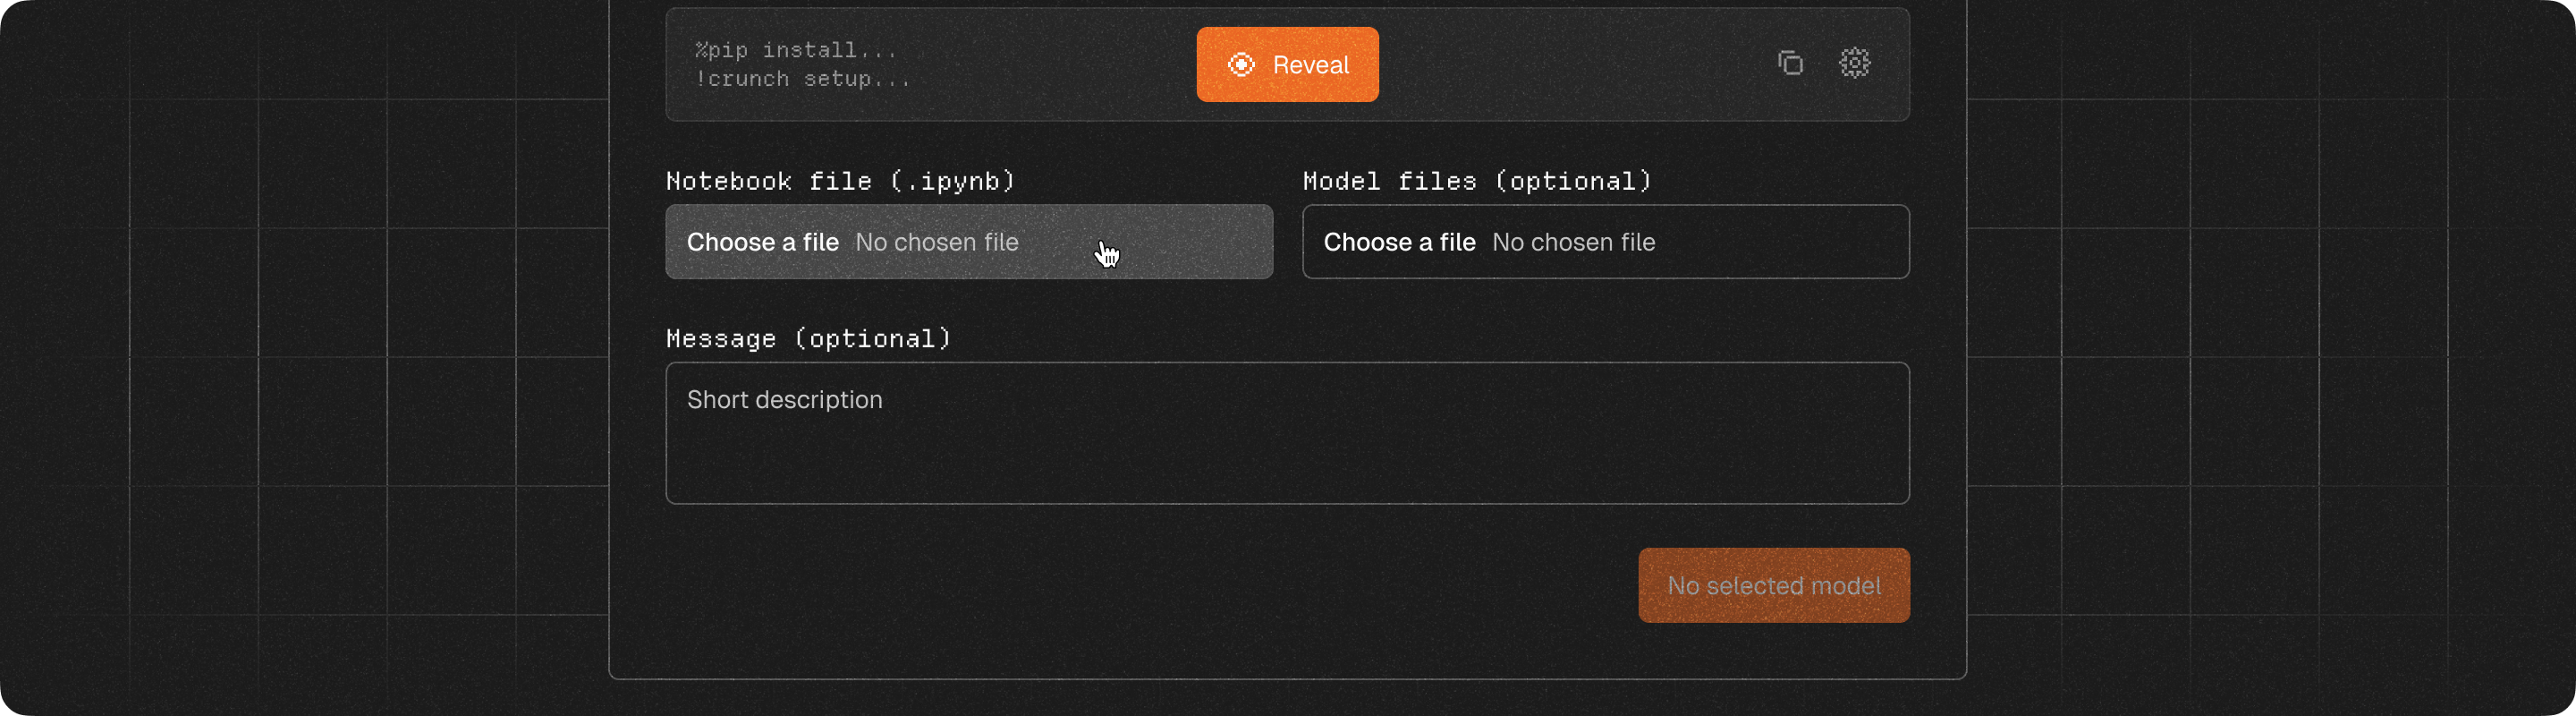 %pip install...
!crunch setup...
Reveal
Notebook file (.ipynb)
Model files (optional)
Choose a file No chosen file
Choose a file No chosen file
Message (optional)
Short description
No selected model